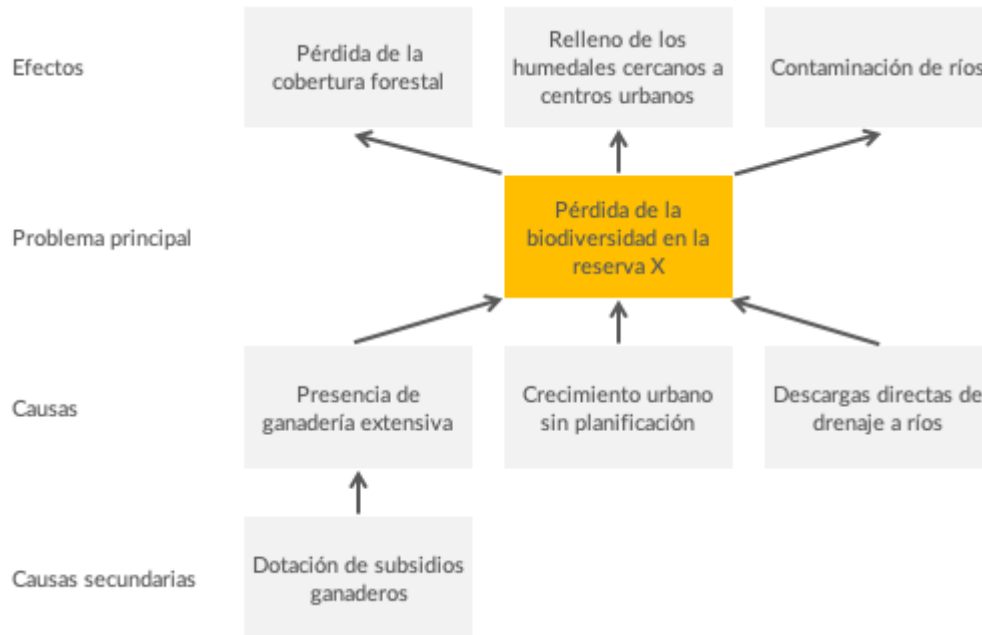 Efectos
Pérdida de la
cobertura forestal
Relleno de los
humedales cercanos a
centros urbanos
Contaminación de ríos
Problema principal
Pérdida de la
biodiversidad en la
reserva X
Causas
Presencia de
ganadería extensiva
Crecimiento urbano
sin planificación
Descargas directas de
drenaje a ríos
Causas secundarias
Dotación de subsidios
ganaderos